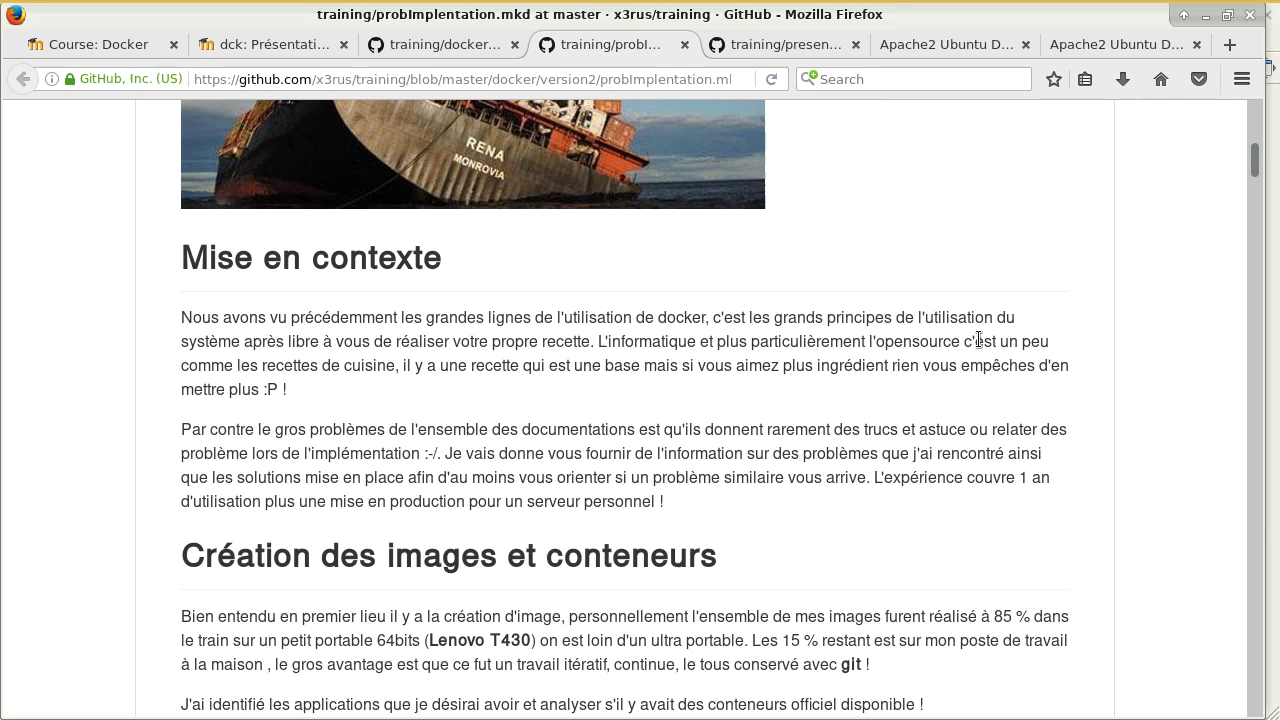 training/probImplentation.mkd at master · x3rus/training · GitHub - Mozilla Firefox
Course: Docker
dck: Présentati...
training/docker...
training/probI...
training/presen...
Apache2 Ubuntu D...
Apache2 Ubuntu D...
GitHub, Inc. (US)
https://github.com/x3rus/training/blob/master/docker/version2/probImplentation.ml
Search
RENA
MONROVIA
Mise en contexte
Nous avons vu précédemment les grandes lignes de l'utilisation de docker, c'est les grands principes de l'utilisation du
système après libre à vous de réaliser votre propre recette. L'informatique et plus particulièrement l'opensource c'est un peu
comme les recettes de cuisine, il y a une recette qui est une base mais si vous aimez plus ingrédient rien vous empêches d'en
mettre plus :P !
Par contre le gros problèmes de l'ensemble des documentations est qu'ils donnent rarement des trucs et astuce ou relater des
problème lors de l'implémentation :-/. Je vais donne vous fournir de l'information sur des problèmes que j'ai rencontré ainsi
que les solutions mise en place afin d'au moins vous orienter si un problème similaire vous arrive. L'expérience couvre 1 an
d'utilisation plus une mise en production pour un serveur personnel !
Création des images et conteneurs
Bien entendu en premier lieu il y a la création d'image, personnellement l'ensemble de mes images furent réalisé à 85 % dans
le train sur un petit portable 64bits (Lenovo T430) on est loin d'un ultra portable. Les 15 % restant est sur mon poste de travail
à la maison , le gros avantage est que ce fut un travail itératif, continue, le tous conservé avec git !
J'ai identifié les applications que je désirai avoir et analyser s'il y avait des conteneurs officiel disponible !